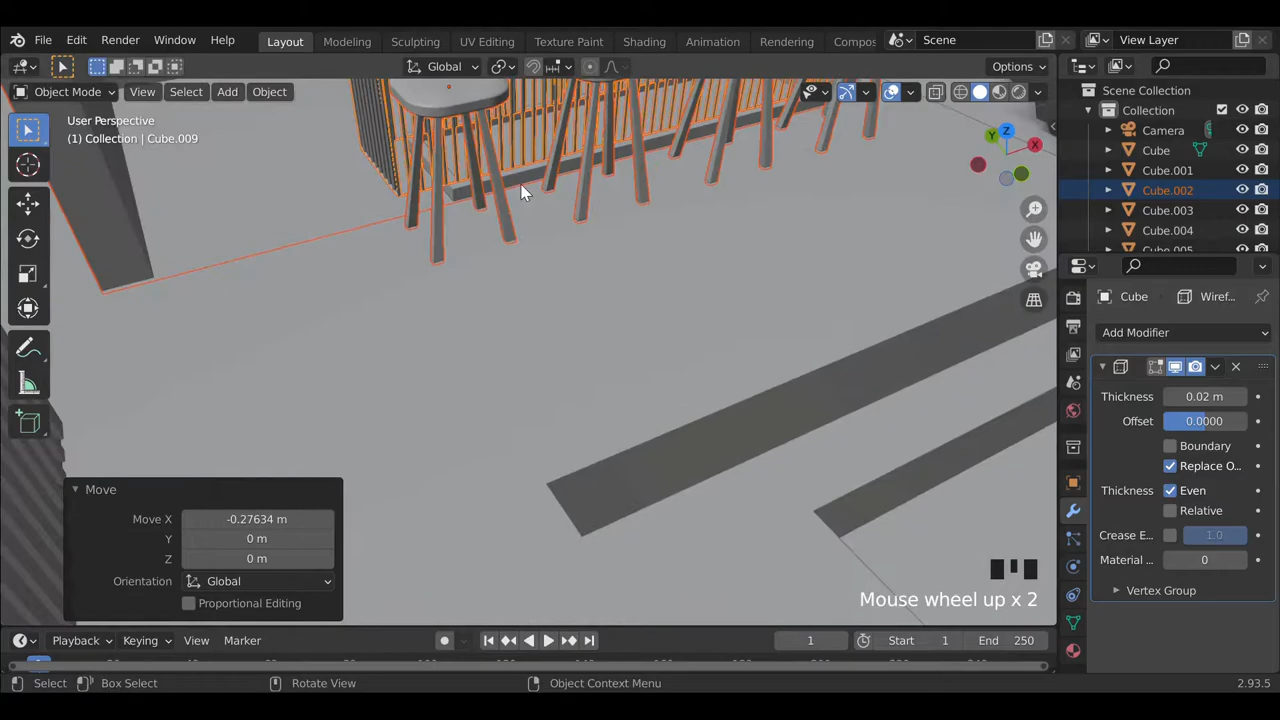 File Edit Render Window Help Layout Modeling Sculpting UV Editing Texture Paint Shading Animation Rendering Compos Scene View Layer
Global Options
Object Mode View Select Add Object
User Perspective
(1) Collection | Cube.009
Z
Y
X
Scene Collection
Collection
Camera
Cube
Cube.001
Cube.002
Cube.003
Cube.004
Cube.005
Cube Wiref...
Add Modifier
Thickness 0.02 m
Offset 0.0000
Boundary
Replace O...
Thickness Even
Relative
Crease E... 1.0
Material ... 0
Vertex Group
Move
Move X -0.27634 m
Y 0 m
Z 0 m
Orientation Global
Proportional Editing
Mouse wheel up x 2
Playback Keying View Marker 1 Start 1 End 250
Select Box Select Rotate View Object Context Menu 2.93.5